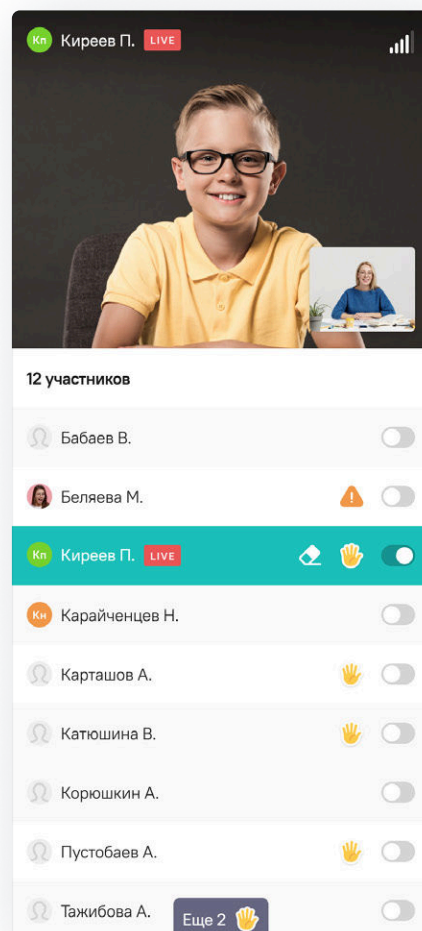 Кп Киреев П. LIVE
12 участников
Бабаев В.
Беляева М.
Кп Киреев П. LIVE
Кн Карайченцев Н.
Карташов А.
Катюшина В.
Корюшкин А.
Пустобаев А.
Тажибова А.
Еще 2